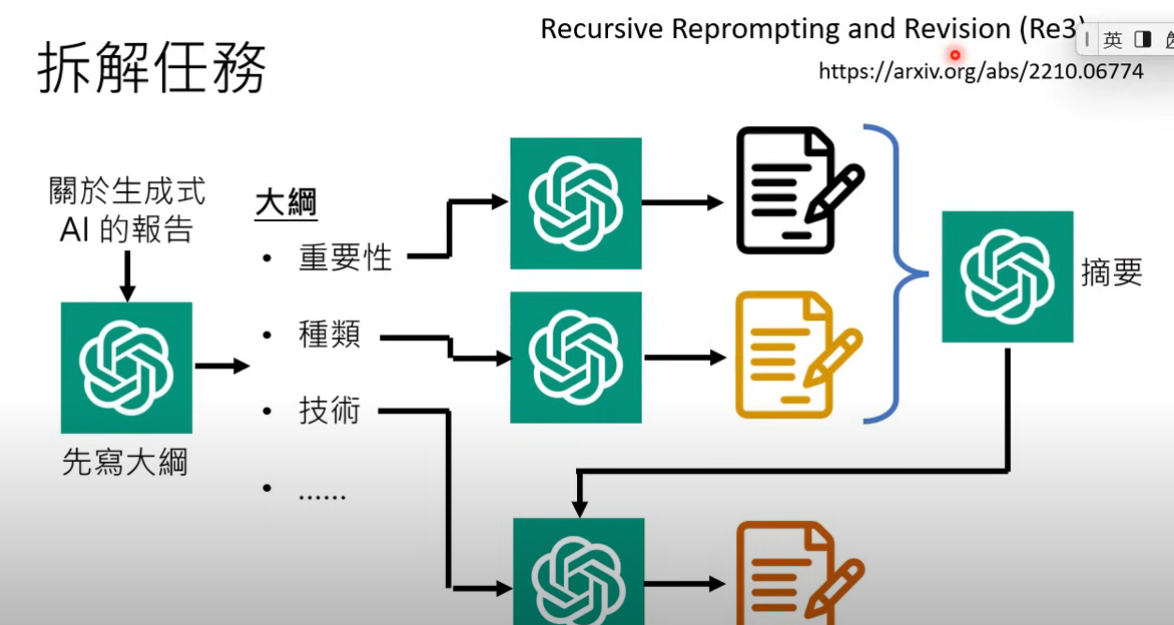 Recursive Reprompting and Revision (Re3)
英
拆解任務
https://arxiv.org/abs/2210.06774
關於生成式
AI 的報告
大綱
• 重要性
• 種類
• 技術
• ......
先寫大綱
摘要